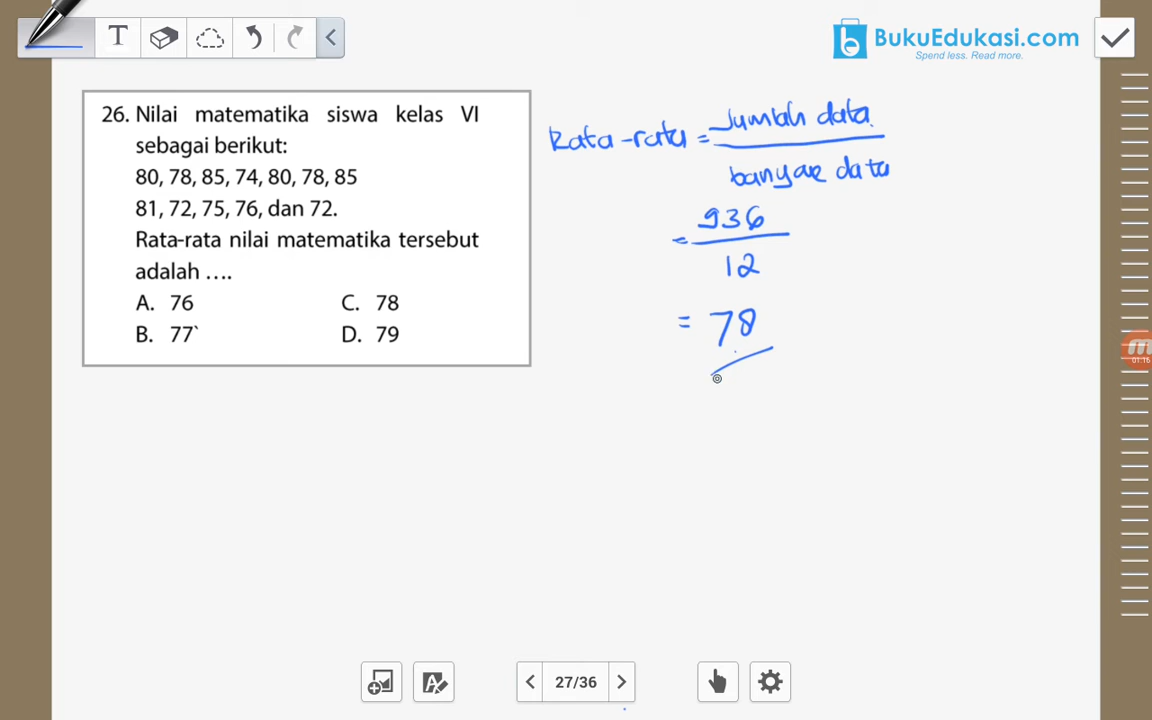 T
BukuEdukasi.com
Spend less. Read more.
26. Nilai matematika siswa kelas VI
sebagai berikut:
80, 78, 85, 74, 80, 78, 85
81, 72, 75, 76, dan 72.
Rata-rata nilai matematika tersebut
adalah ….
A. 76 C. 78
B. 77` D. 79
Rata-rata = Jumlah data
banyak data
= 936
12
= 78
01:16
27/36